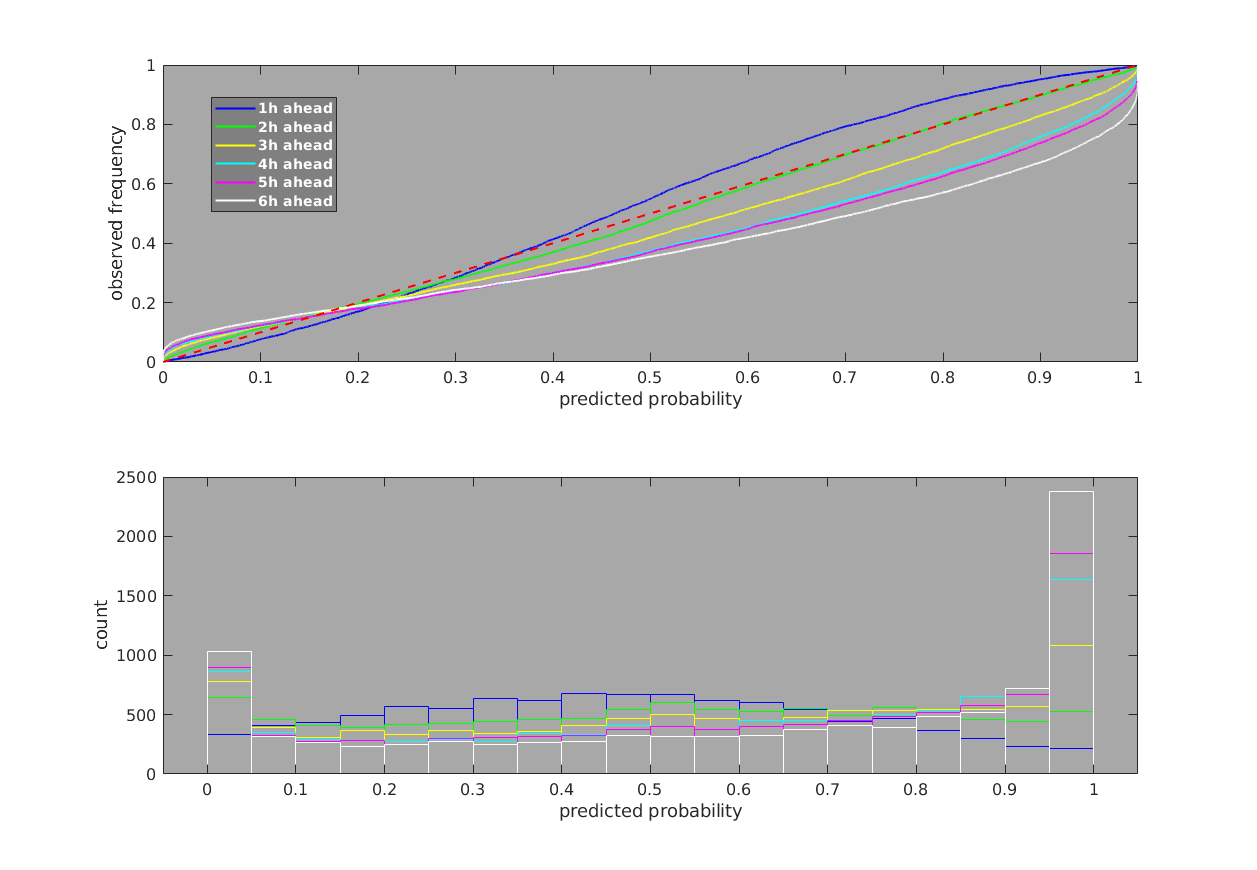 1
0.8
0.6
0.4
0.2
0
observed frequency
1h ahead
2h ahead
3h ahead
4h ahead
5h ahead
6h ahead
0 0.1 0.2 0.3 0.4 0.5 0.6 0.7 0.8 0.9 1
predicted probability
2500
2000
1500
1000
500
0
count
0 0.1 0.2 0.3 0.4 0.5 0.6 0.7 0.8 0.9 1
predicted probability